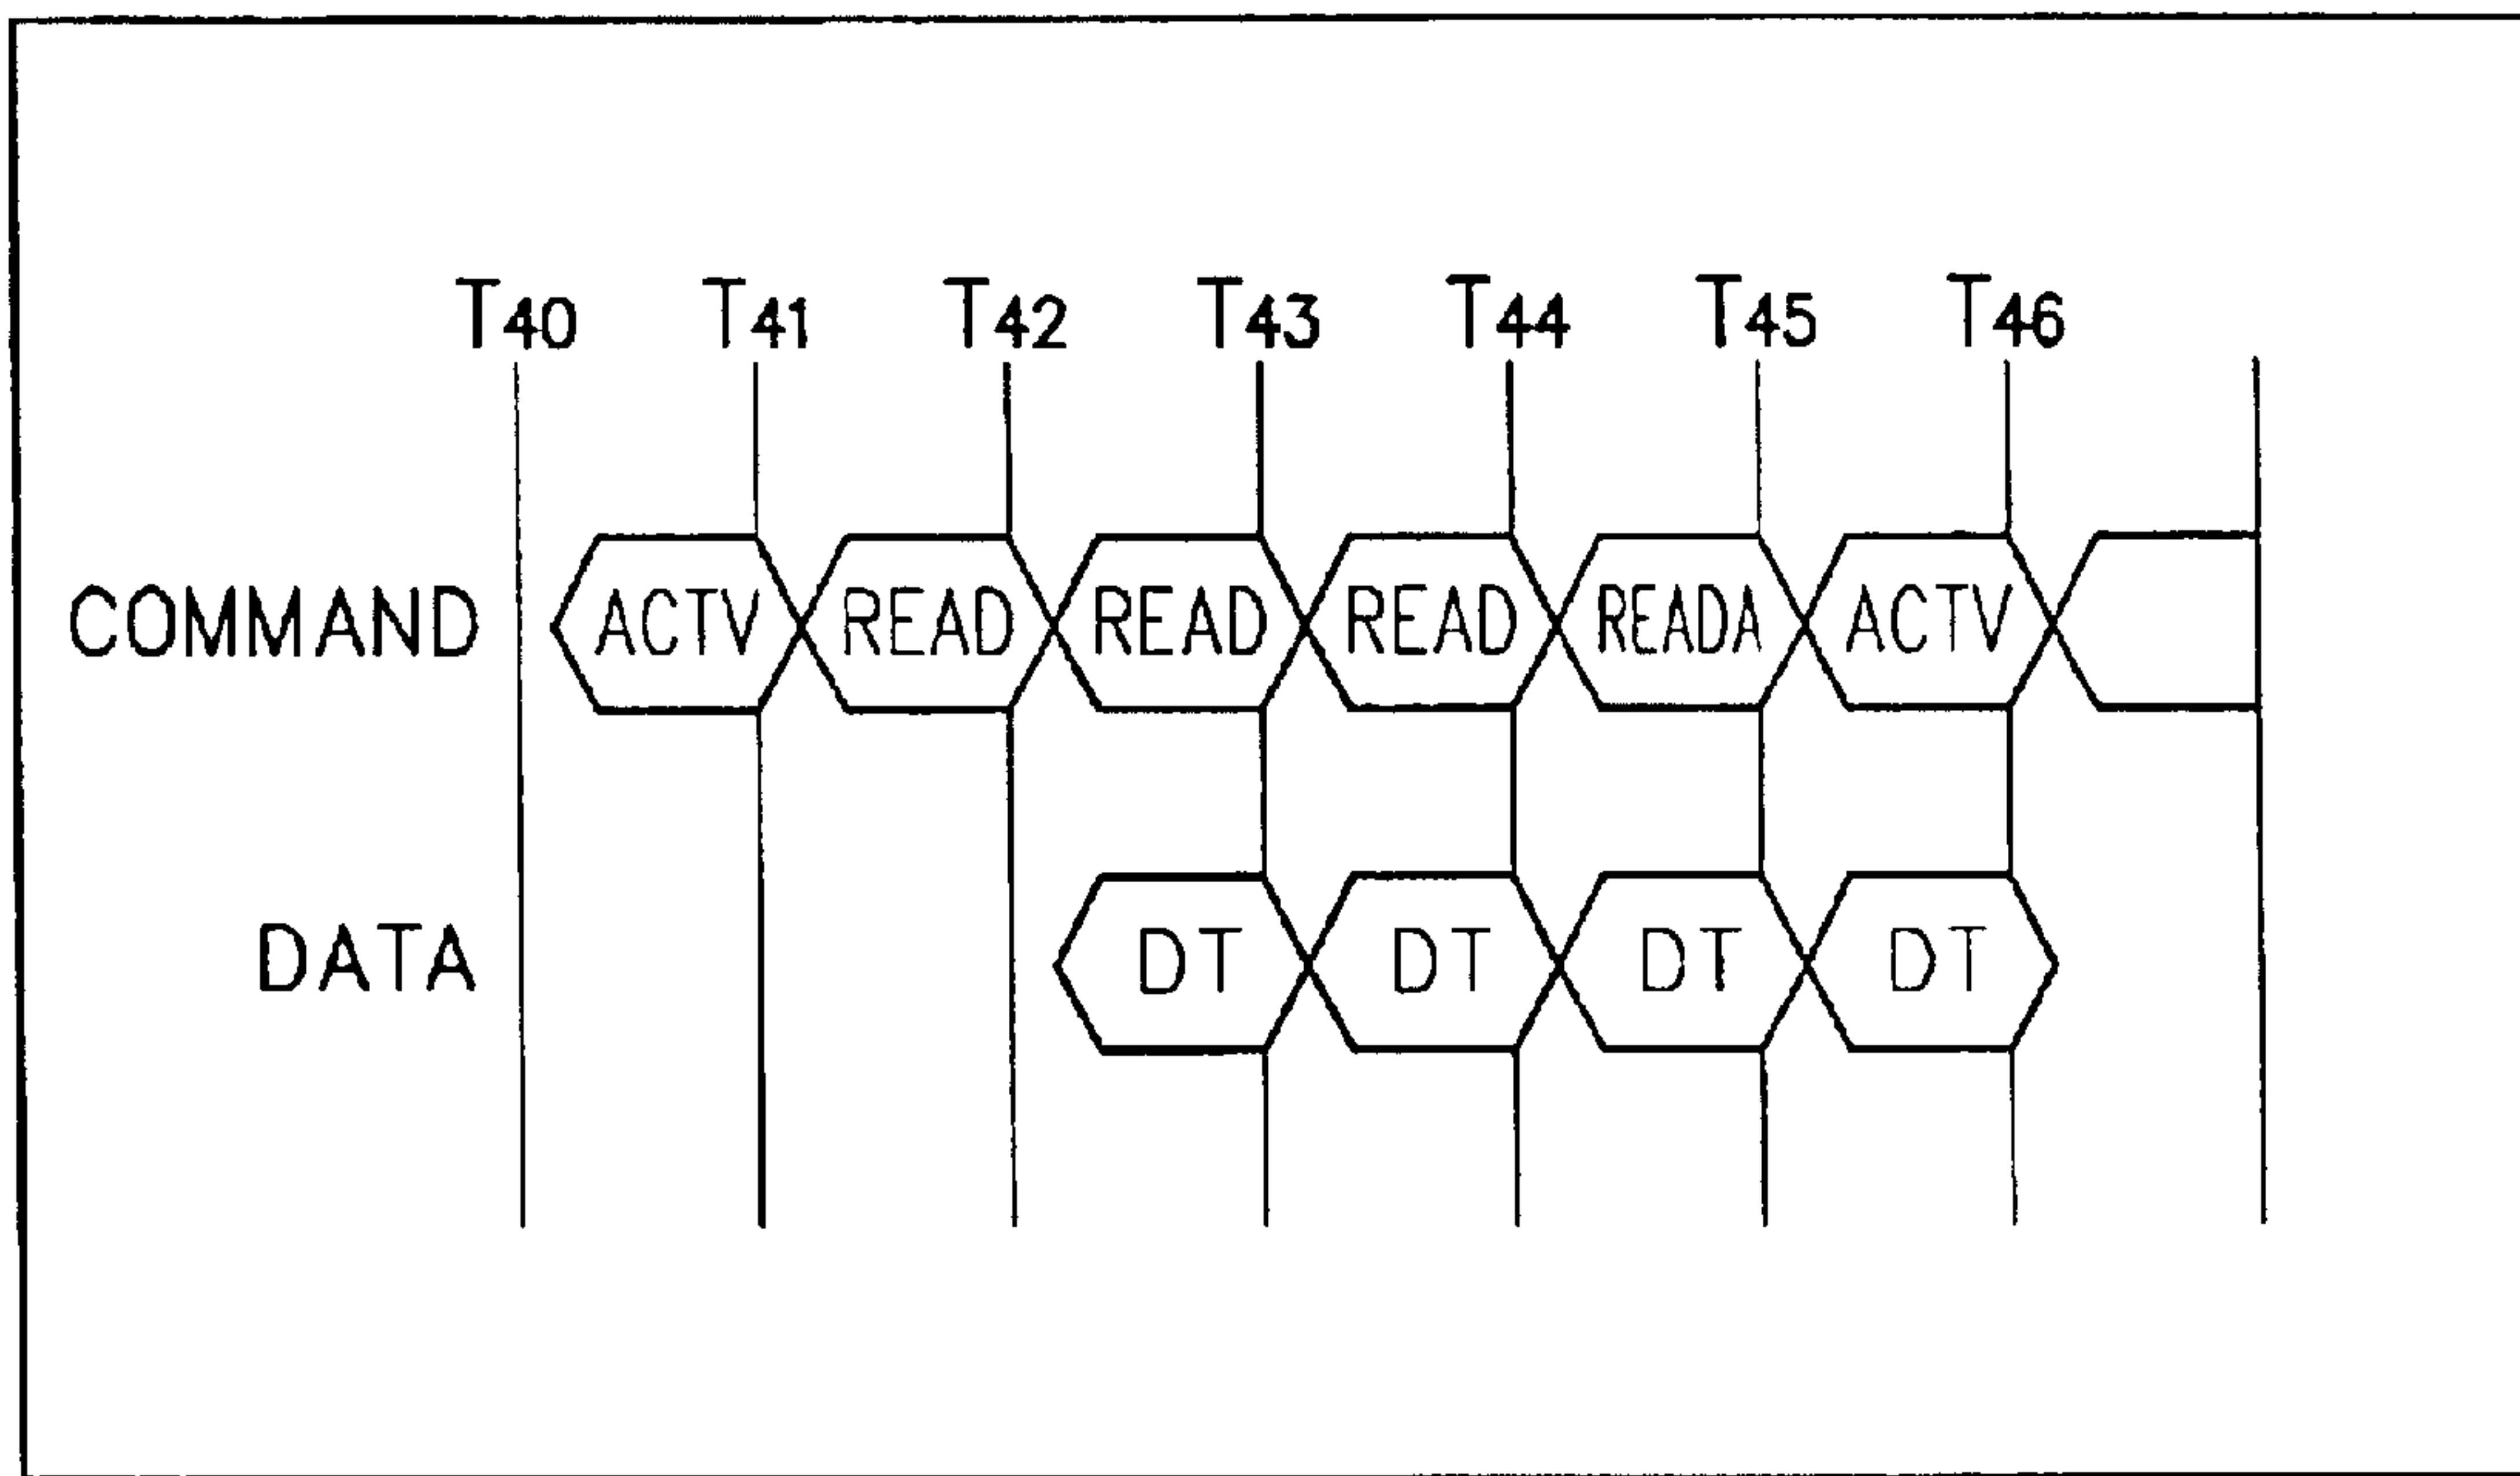 T40 T41 T42 T43 T44 T45 T46
COMMAND ACTV READ READ READ READA ACTV
DATA DT DT DT DT